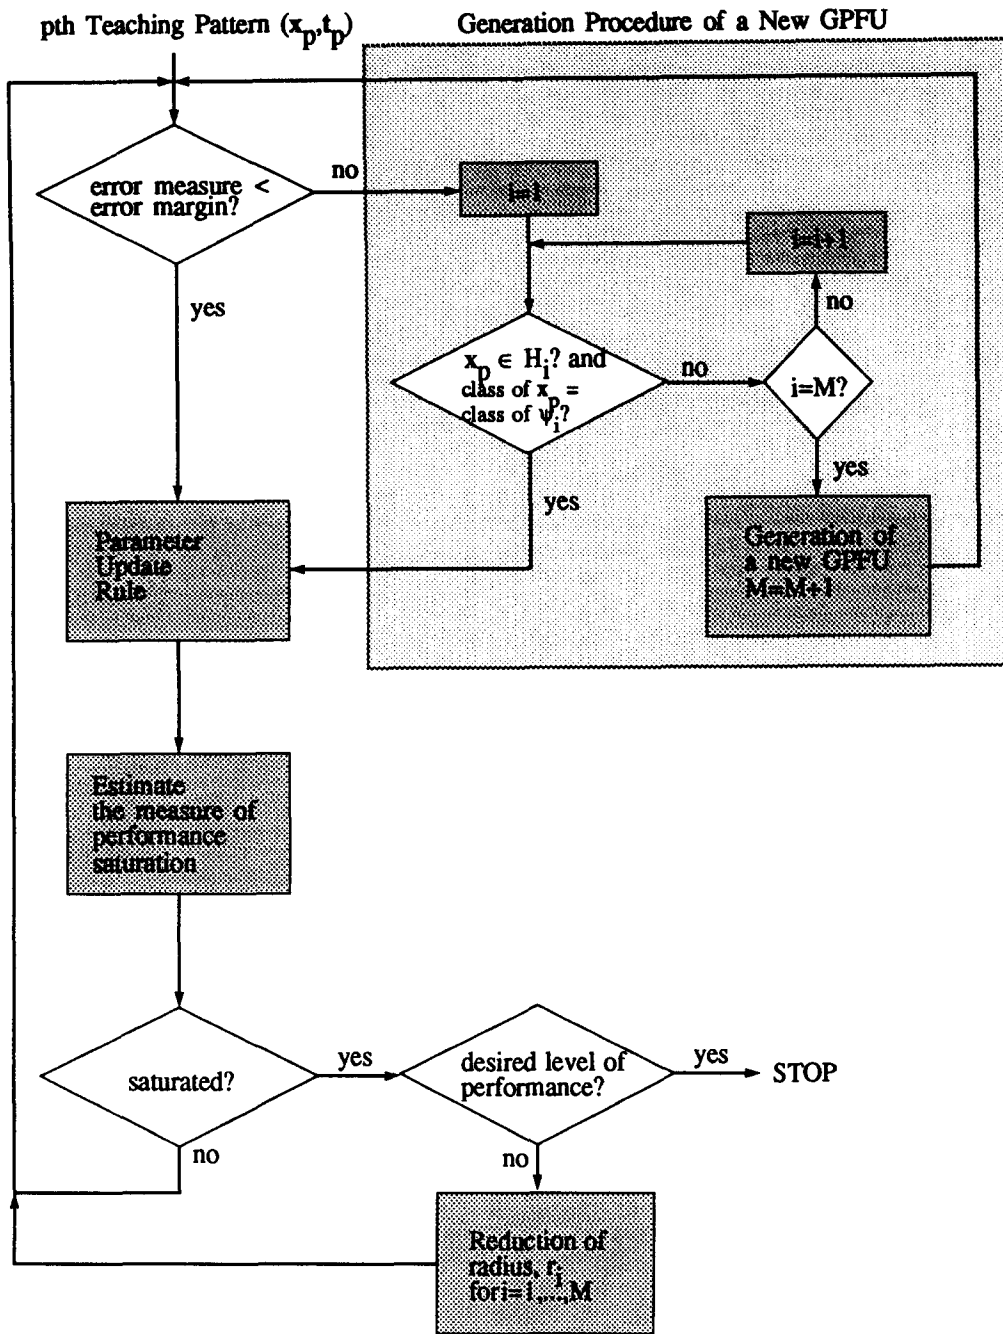 pth Teaching Pattern (x_p,t_p)
Generation Procedure of a New GPFU
error measure <
error margin?
no
yes
i=1
i=i+1
no
x_p ∈ H_i? and
class of x_p =
class of ψ_i?
no
i=M?
yes
yes
Generation of
a new GPFU
M=M+1
Parameter
Update
Rule
Estimate
the measure of
performance
saturation
saturated?
yes
no
desired level of
performance?
yes
STOP
no
Reduction of
radius, r_i
for i=1,...,M